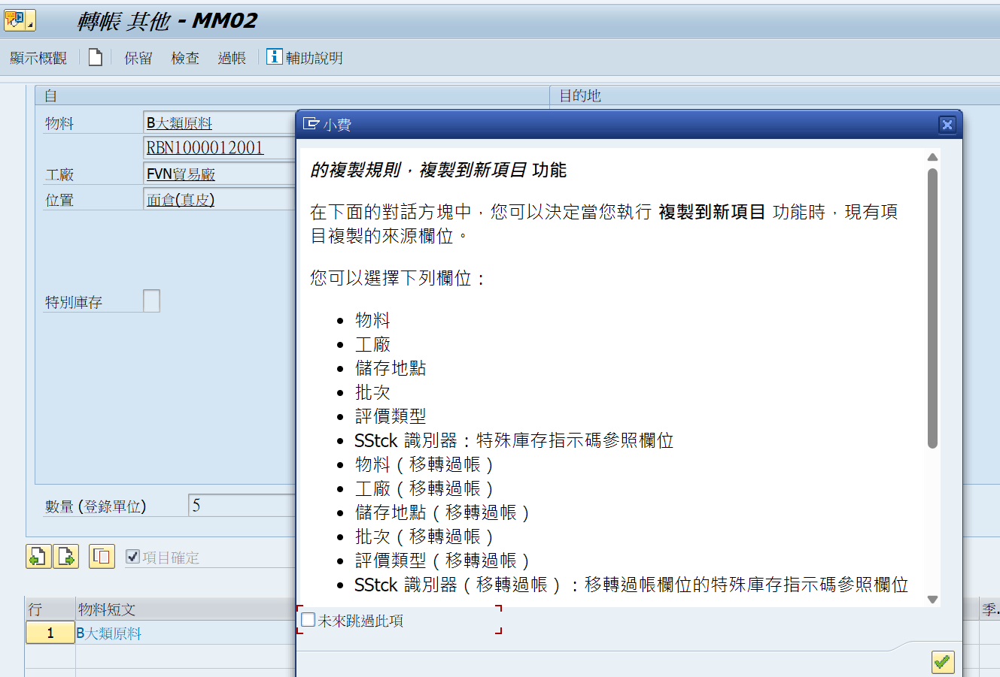 轉帳 其他 - MM02
顯示概觀 保留 檢查 過帳 輔助說明
自
目的地
物料 B大類原料
RBN1000012001
工廠 FVN貿易廠
位置 面倉(真皮)
特別庫存
數量 (登錄單位) 5
項目確定
行 物料短文
季.
1 B大類原料
小費
的複製規則，複製到新項目 功能
在下面的對話方塊中，您可以決定當您執行 複製到新項目 功能時，現有項
目複製的來源欄位。
您可以選擇下列欄位：
• 物料
• 工廠
• 儲存地點
• 批次
• 評價類型
• SStck 識別器：特殊庫存指示碼參照欄位
• 物料（移轉過帳）
• 工廠（移轉過帳）
• 儲存地點（移轉過帳）
• 批次（移轉過帳）
• 評價類型（移轉過帳）
• SStck 識別器（移轉過帳）：移轉過帳欄位的特殊庫存指示碼參照欄位
未來跳過此項